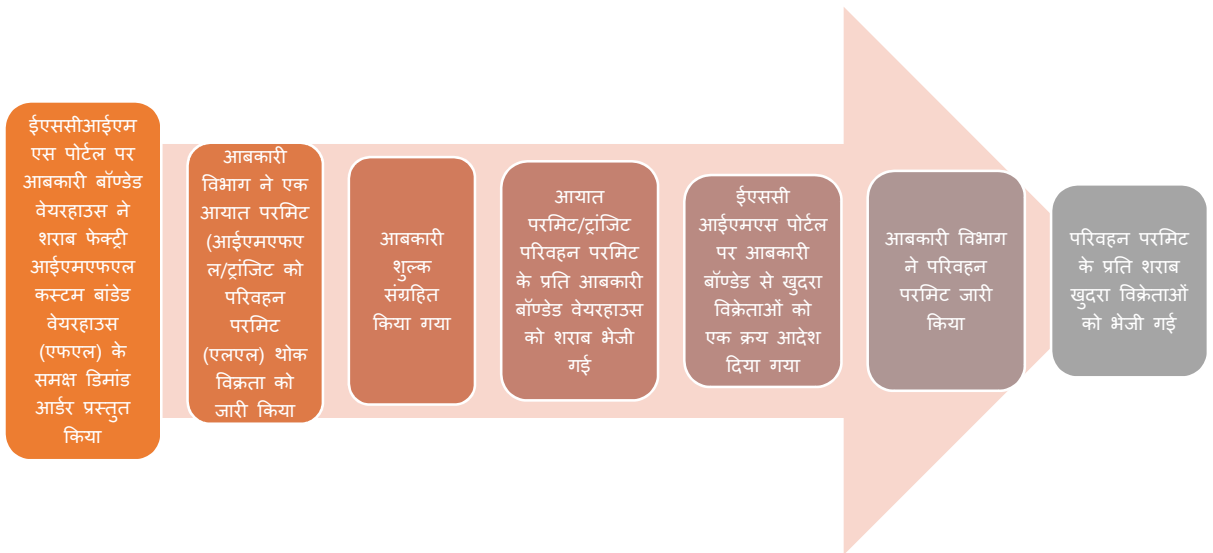 ईएससीआईएम
एस पोर्टल पर
आबकारी बॉण्डेड
वेयरहाउस ने
शराब फेक्ट्री
आईएमएफएल
कस्टम बांडेड
वेयरहाउस
(एफएल) के
समक्ष डिमांड
आर्डर प्रस्तुत
किया
आबकारी
विभाग ने एक
आयात परमिट
(आईएमएफए
ल/ट्रांजिट को
परिवहन
परमिट
(एलएल) थोक
विक्रता को
जारी किया
आबकारी
शुल्क
संग्रहित
किया गया
आयात
परमिट/ट्रांजिट
परिवहन परमिट
के प्रति आबकारी
बॉण्डेड वेयरहाउस
को शराब भेजी
गई
ईएससी
आईएमएस पोर्टल
पर आबकारी
बॉण्डेड से खुदरा
विक्रेताओं को
एक क्रय आदेश
दिया गया
आबकारी विभाग
ने परिवहन
परमिट जारी
किया
परिवहन परमिट
के प्रति शराब
खुदरा विक्रेताओं
को भेजी गई